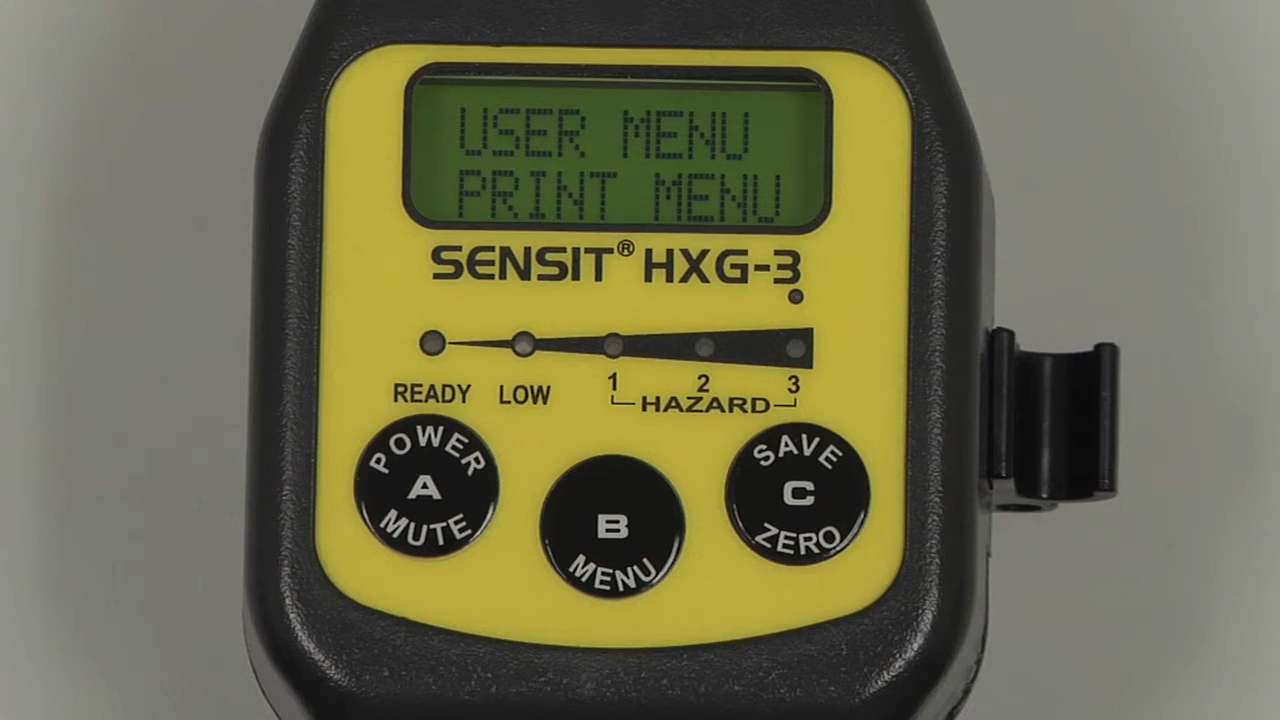 USER MENU
PRINT MENU
SENSIT® HXG-3
READY LOW 1 2 3
HAZARD
POWER A MUTE
B MENU
SAVE C ZERO